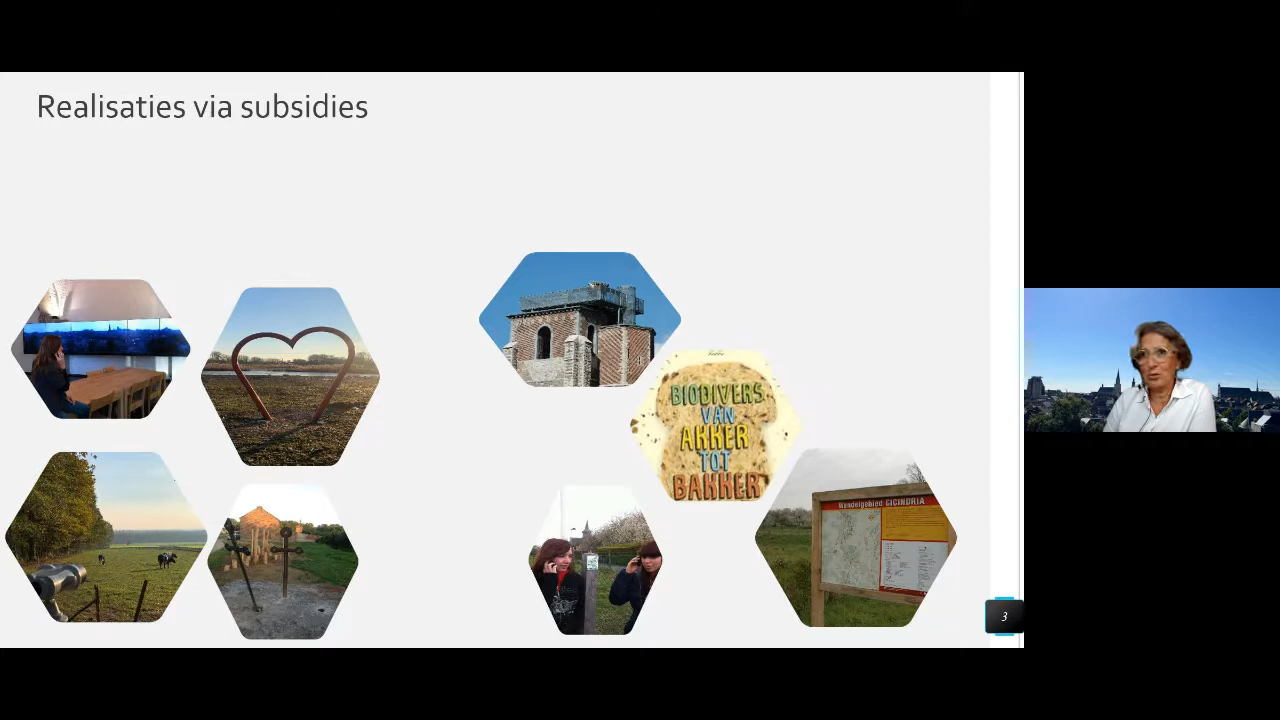 Realisaties via subsidies
BIODIVERS
VAN
AKKER
TOT
BAKKER
Wandelgebied CICINDRIA
3